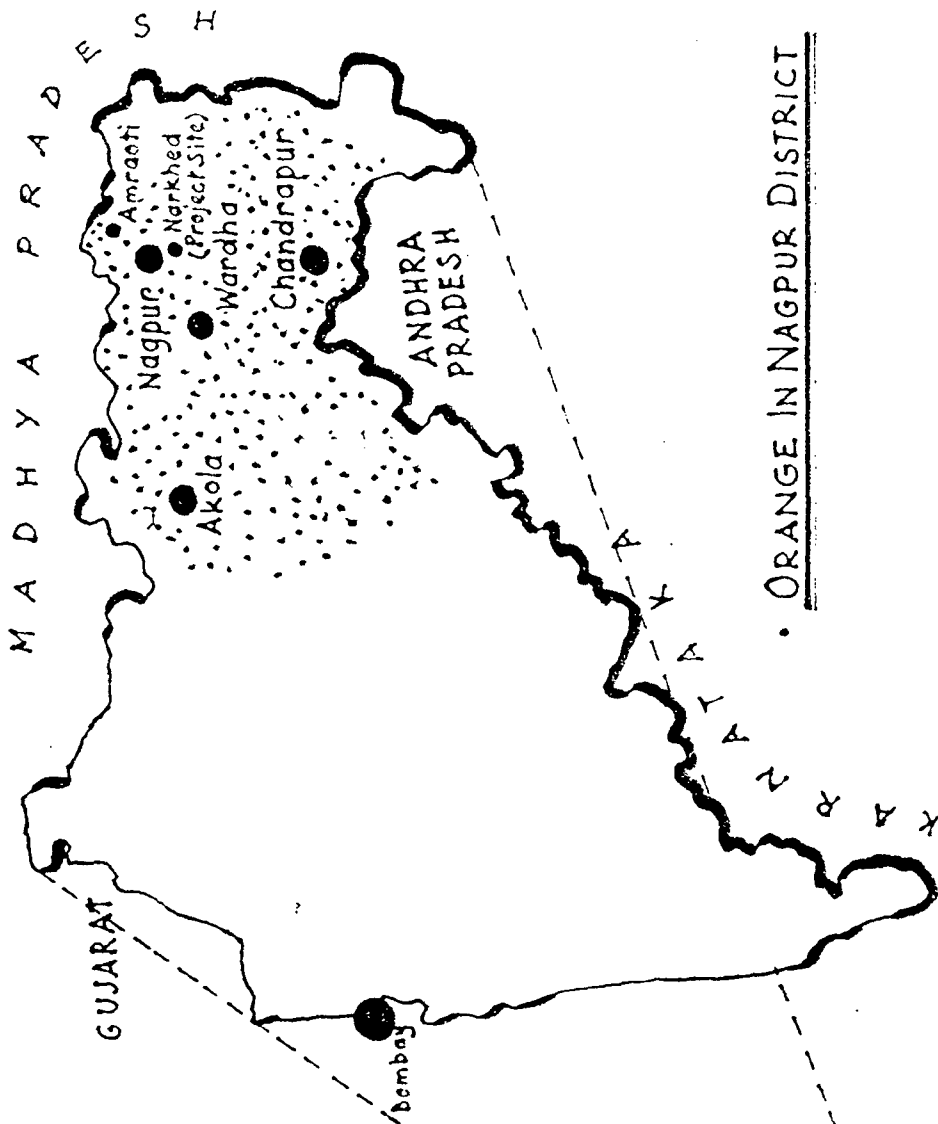 MADHYA PRADESH
Amraoti
Narkhed
(Project Site)
Nagpur
Wardha
Chandrapur
Akola
ANDHRA
PRADESH
GUJARAT
Bombay
KARNATAKA
ORANGE IN NAGPUR DISTRICT